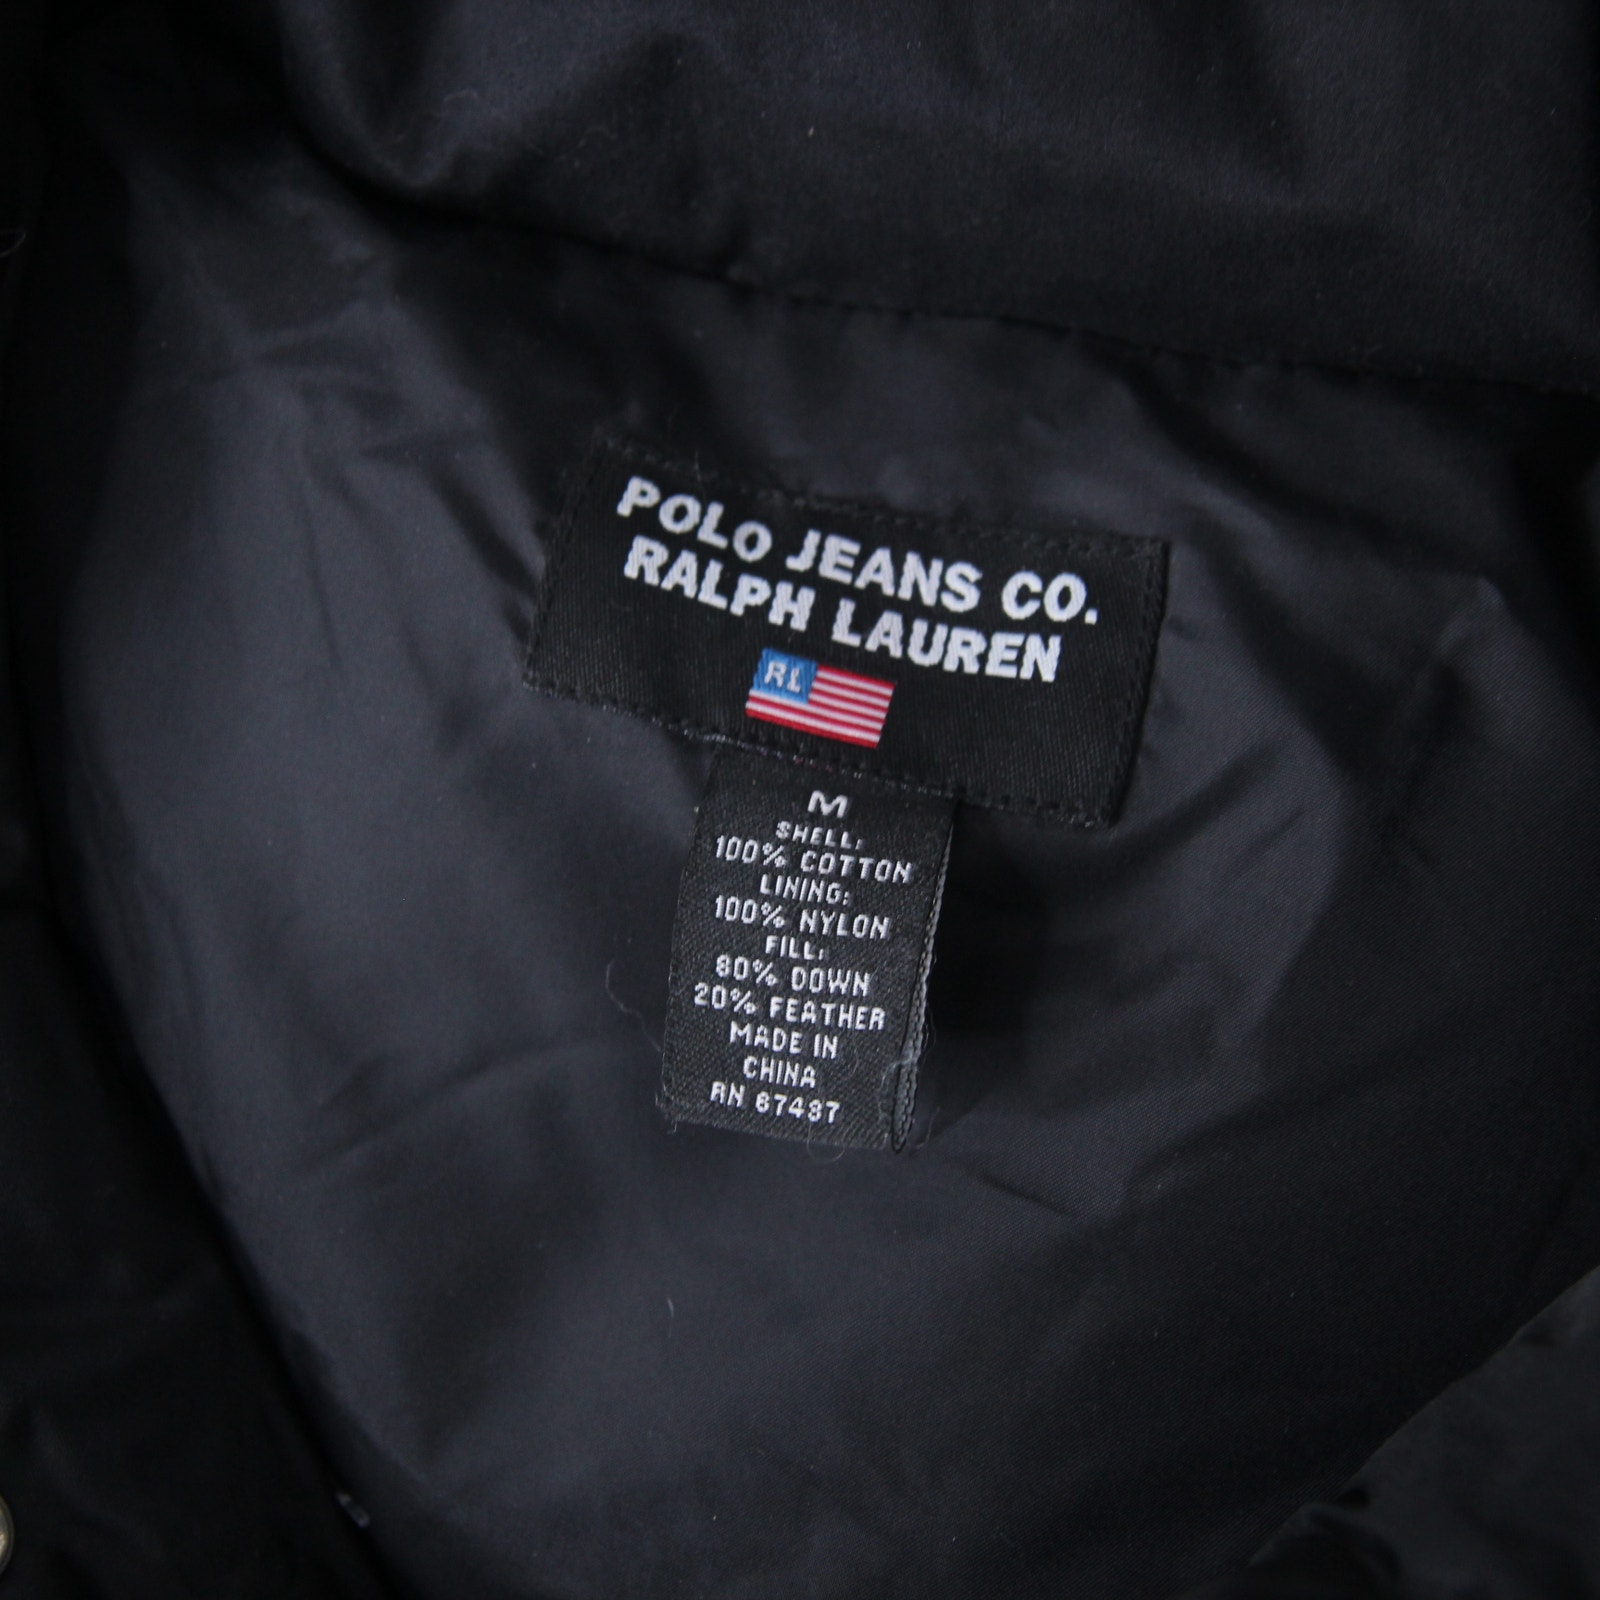 POLO JEANS CO.
RALPH LAUREN
RL
M
SHELL:
100% COTTON
LINING:
100% NYLON
FILL:
80% DOWN
20% FEATHER
MADE IN
CHINA
RN 67487